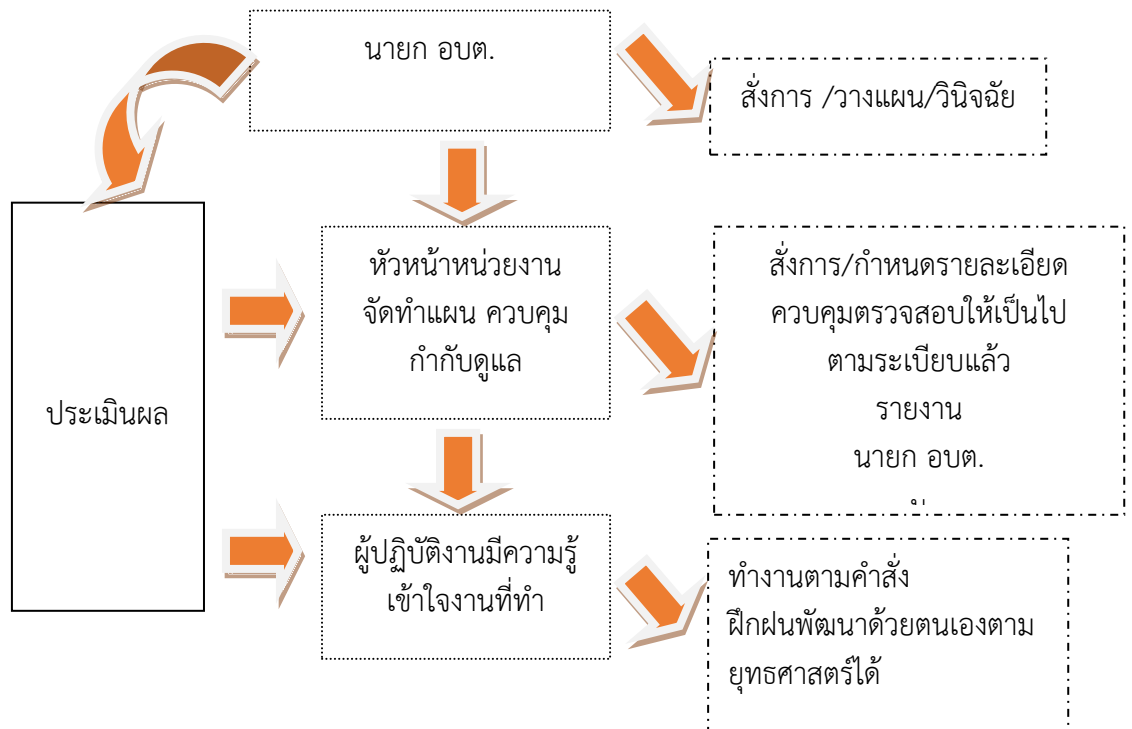 นายก อบต.
สั่งการ /วางแผน/วินิจฉัย
หัวหน้าหน่วยงาน
จัดทำแผน ควบคุม
กำกับดูแล
สั่งการ/กำหนดรายละเอียด
ควบคุมตรวจสอบให้เป็นไป
ตามระเบียบแล้ว
รายงาน
นายก อบต.
ประเมินผล
ผู้ปฏิบัติงานมีความรู้
เข้าใจงานที่ทำ
ทำงานตามคำสั่ง
ฝึกฝนพัฒนาด้วยตนเองตาม
ยุทธศาสตร์ได้